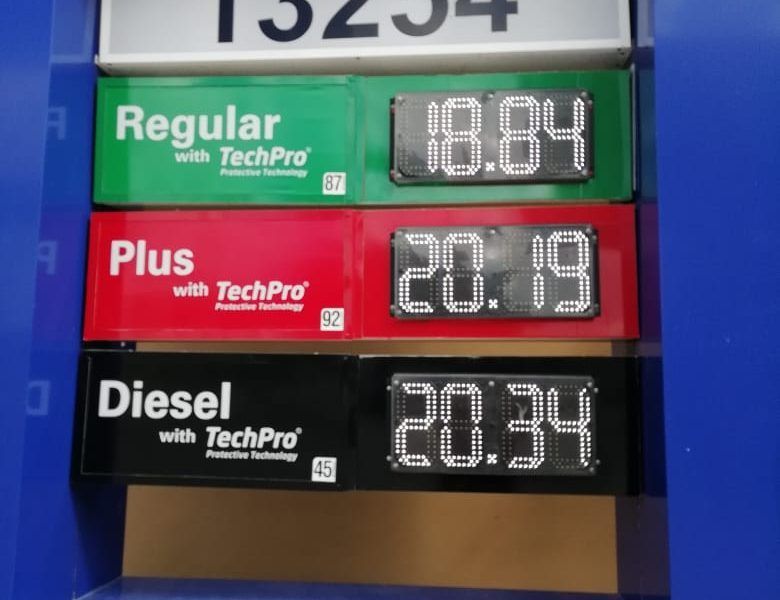 13254
Regular
with TechPro®
Protective Technology
87
18.84
Plus
with TechPro®
Protective Technology
92
20.19
Diesel
with TechPro®
Protective Technology
45
20.34